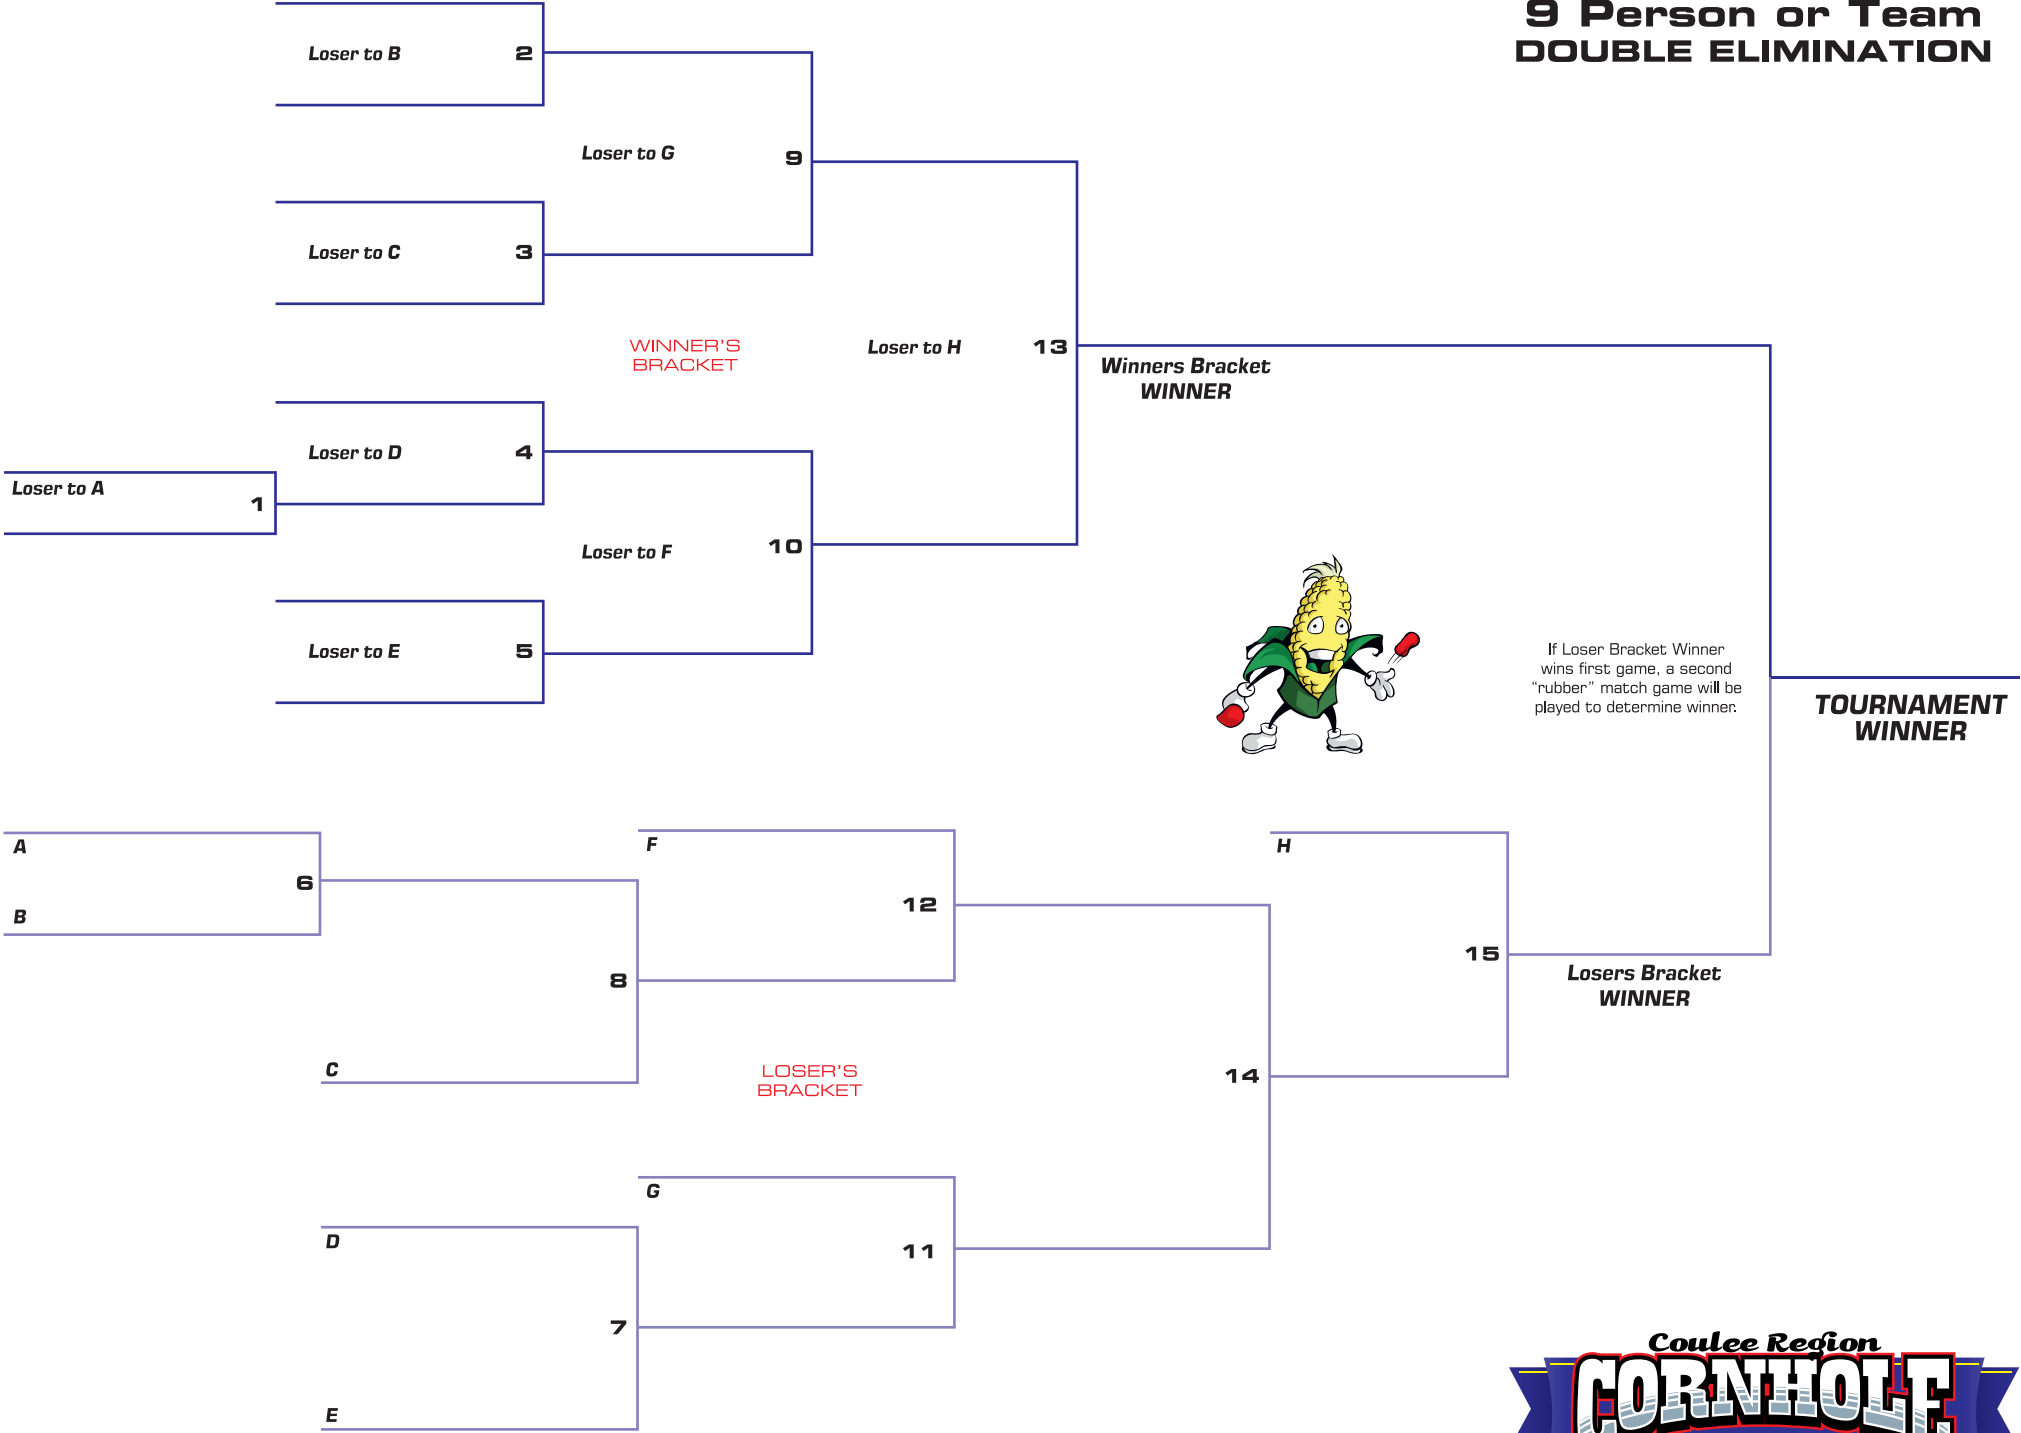 9 Person or Team
DOUBLE ELIMINATION
Loser to B 2
Loser to G 9
Loser to C 3
WINNER'S
BRACKET
Loser to H 13
Winners Bracket
WINNER
Loser to D 4
Loser to A 1
Loser to F 10
Loser to E 5
If Loser Bracket Winner
wins first game, a second
“rubber” match game will be
played to determine winner.
TOURNAMENT
WINNER
A
6
B
F
12
8
C
H
15
Losers Bracket
WINNER
LOSER'S
BRACKET
14
G
11
D
7
E
Coulee Region
CORNHOLE